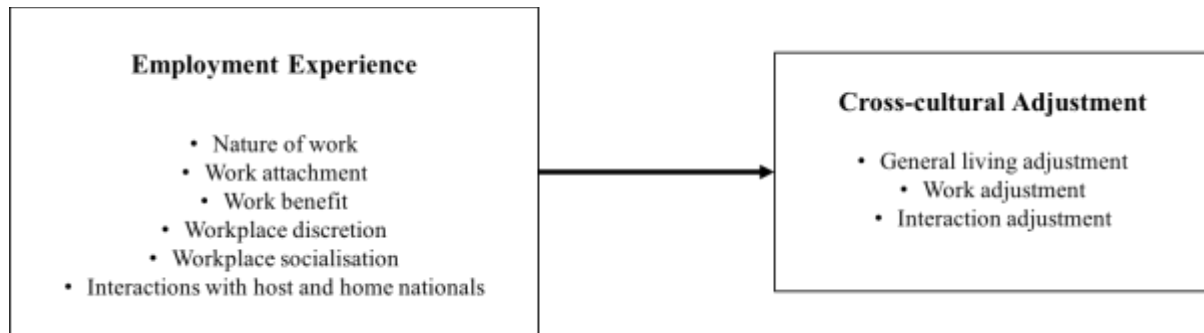 Employment Experience
• Nature of work
• Work attachment
• Work benefit
• Workplace discretion
• Workplace socialisation
• Interactions with host and home nationals
Cross-cultural Adjustment
• General living adjustment
• Work adjustment
• Interaction adjustment